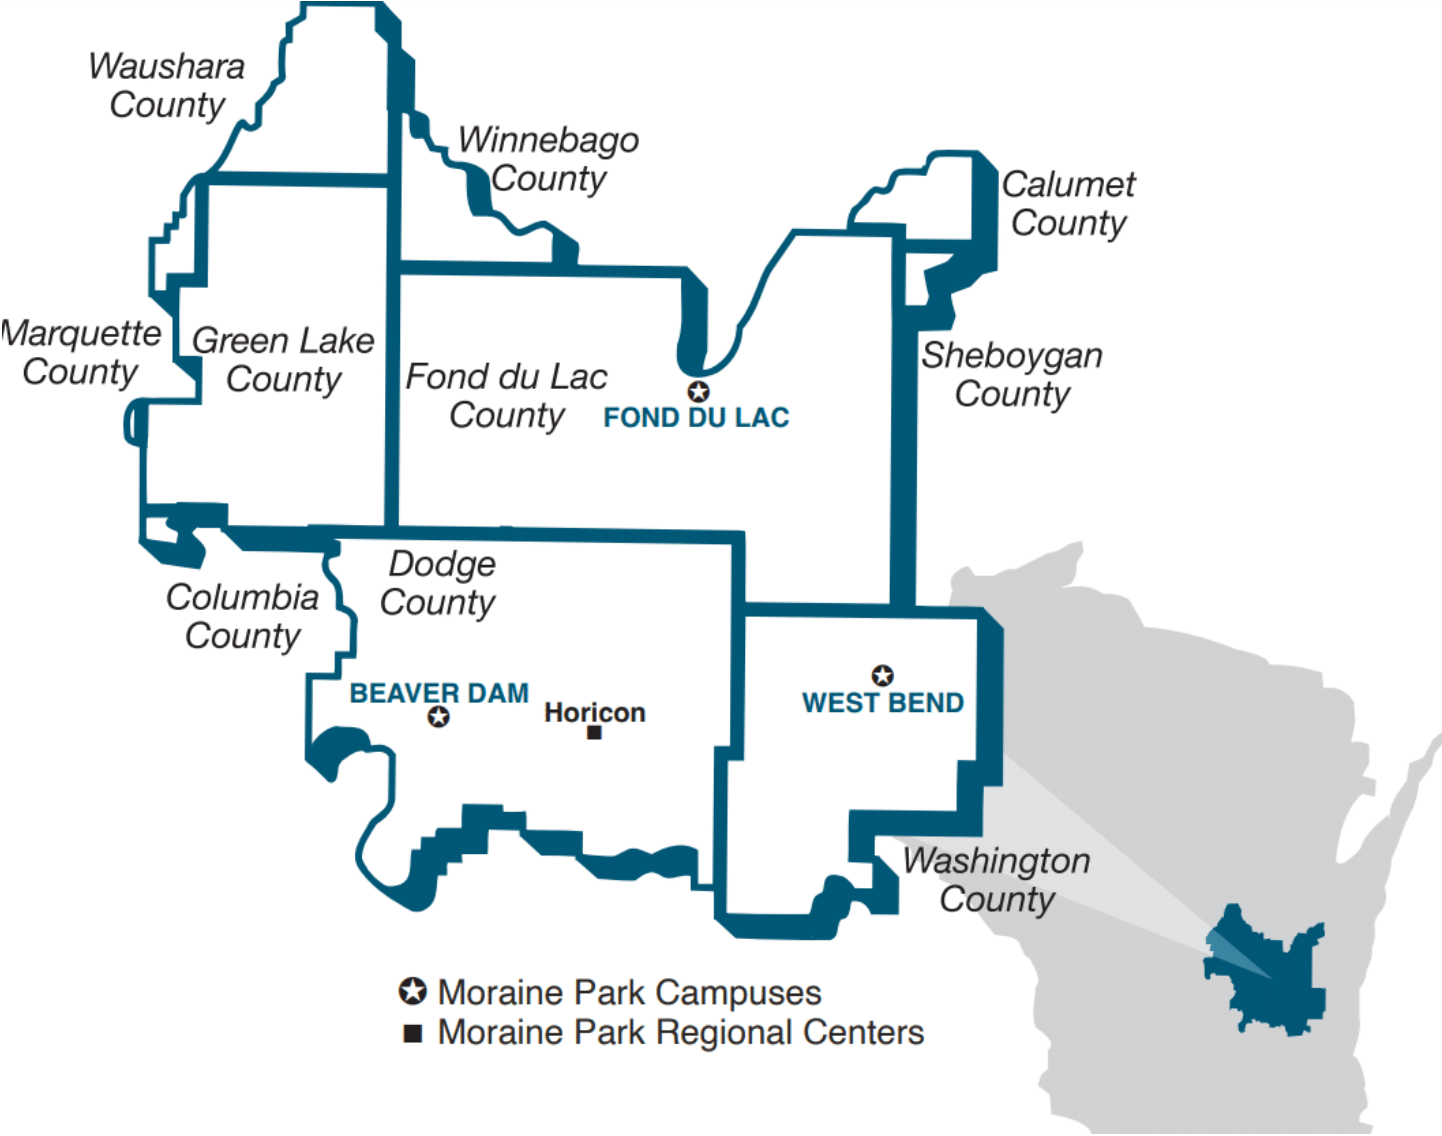 Waushara
County
Winnebago
County
Calumet
County
Marquette
County
Green Lake
County
Fond du Lac
County
FOND DU LAC
Sheboygan
County
Dodge
County
Columbia
County
BEAVER DAM
Horicon
WEST BEND
Washington
County
Moraine Park Campuses
Moraine Park Regional Centers